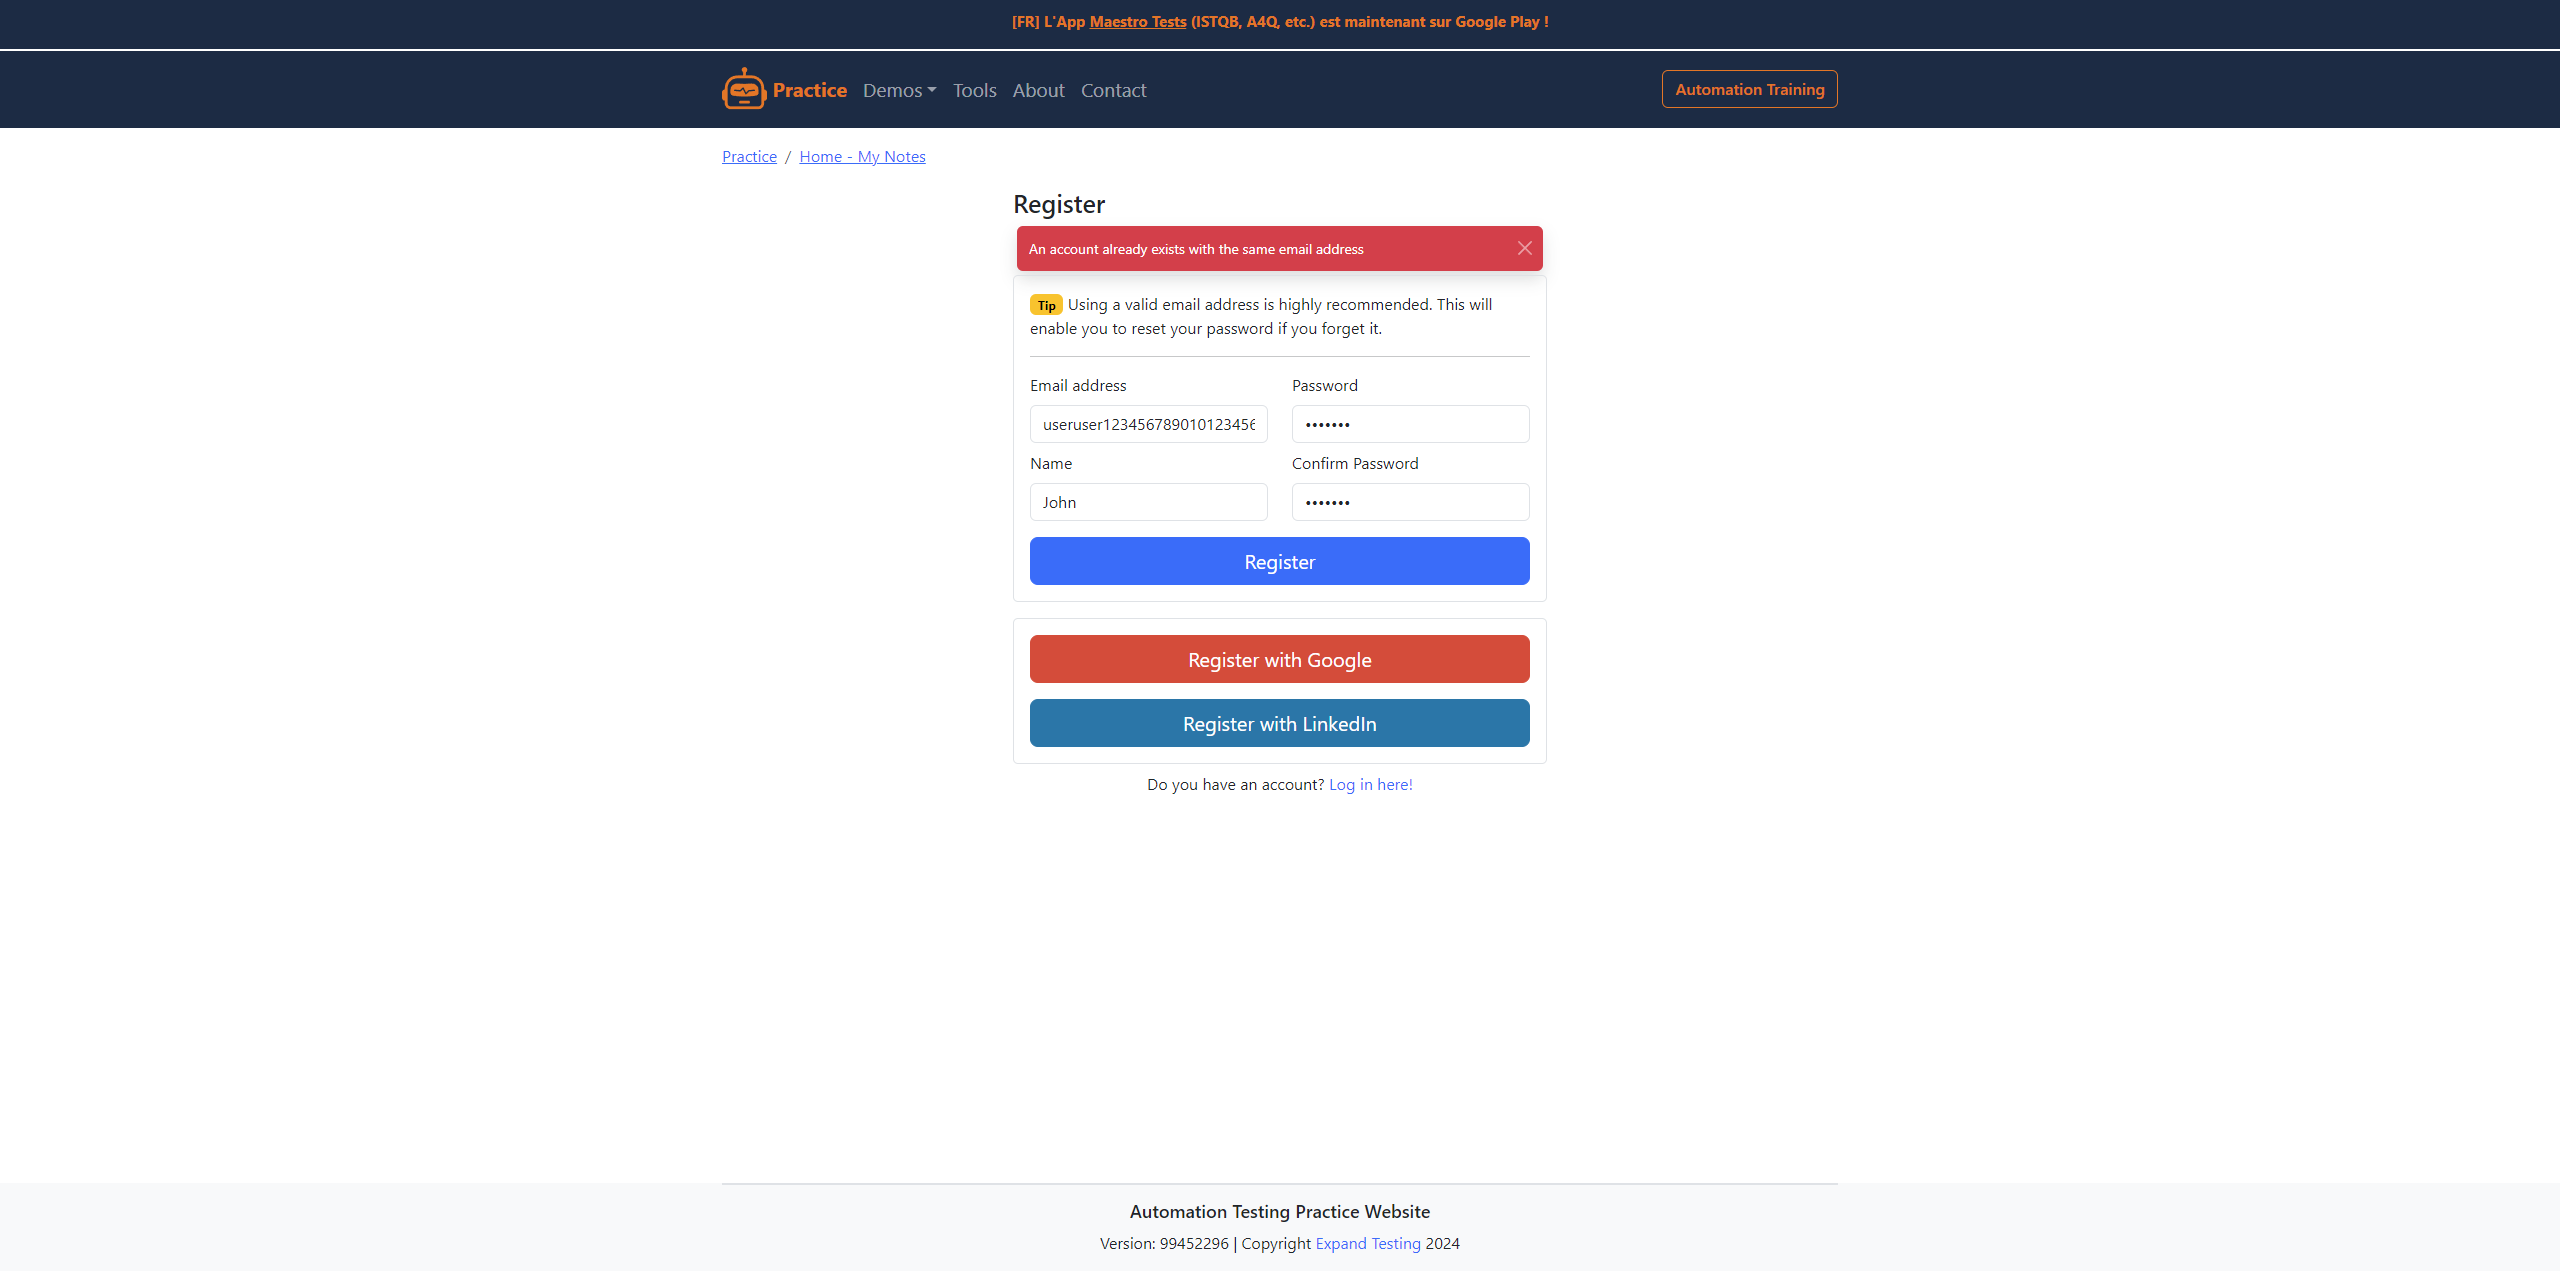 [FR] L'App Maestro Tests (ISTQB, A4Q, etc.) est maintenant sur Google Play !
Practice Demos Tools About Contact Automation Training
Practice / Home - My Notes
Register
An account already exists with the same email address
Tip Using a valid email address is highly recommended. This will
enable you to reset your password if you forget it.
Email address Password
useruser123456789010123456 •••••••
Name Confirm Password
John •••••••
Register
Register with Google
Register with LinkedIn
Do you have an account? Log in here!
Automation Testing Practice Website
Version: 99452296 | Copyright Expand Testing 2024